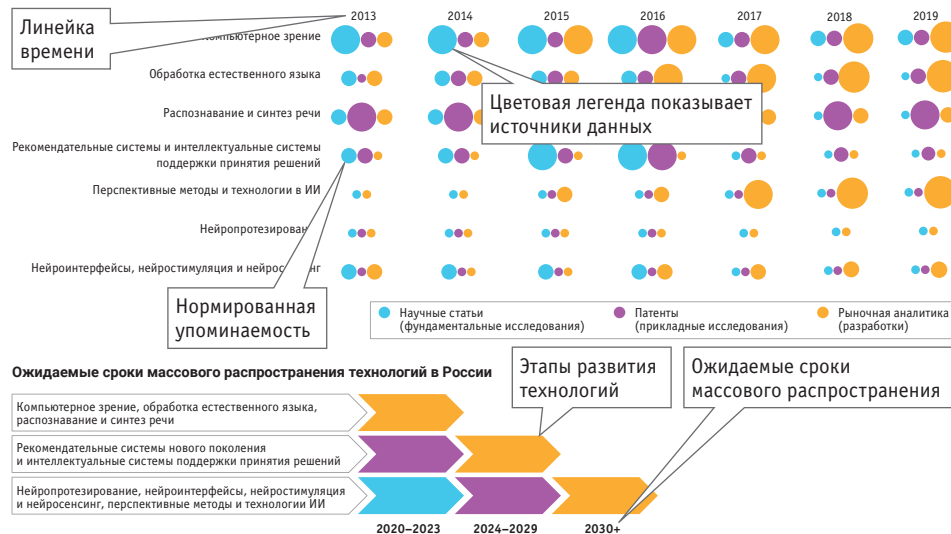 Линейка
времени
2013
2014
2015
2016
2017
2018
2019
зрение
Обработка естественного языка
Цветовая легенда показывает
источники данных
Распознавание и синтез речи
Рекомендательные системы и интеллектуальные системы
поддержки принятия решений
Перспективные методы и технологии в ИИ
Нейроинтерфейсы, нейростимуляция и
Нормированная
упоминаемость
Научные статьи
(фундаментальные исследования)
Патенты
(прикладные исследования)
Рыночная аналитика
(разработки)
Ожидаемые сроки массового распространения технологий в России
Этапы развития
технологий
Ожидаемые сроки
массового распространения
Компьютерное зрение, обработка естественного языка,
распознавание и синтез речи
Рекомендательные системы нового поколения
и интеллектуальные системы поддержки принятия решений
Нейропротезирование, нейроинтерфейсы, нейростимуляция
и нейросенсинг, перспективные методы и технологии ИИ
2020–2023
2024–2029
2030+